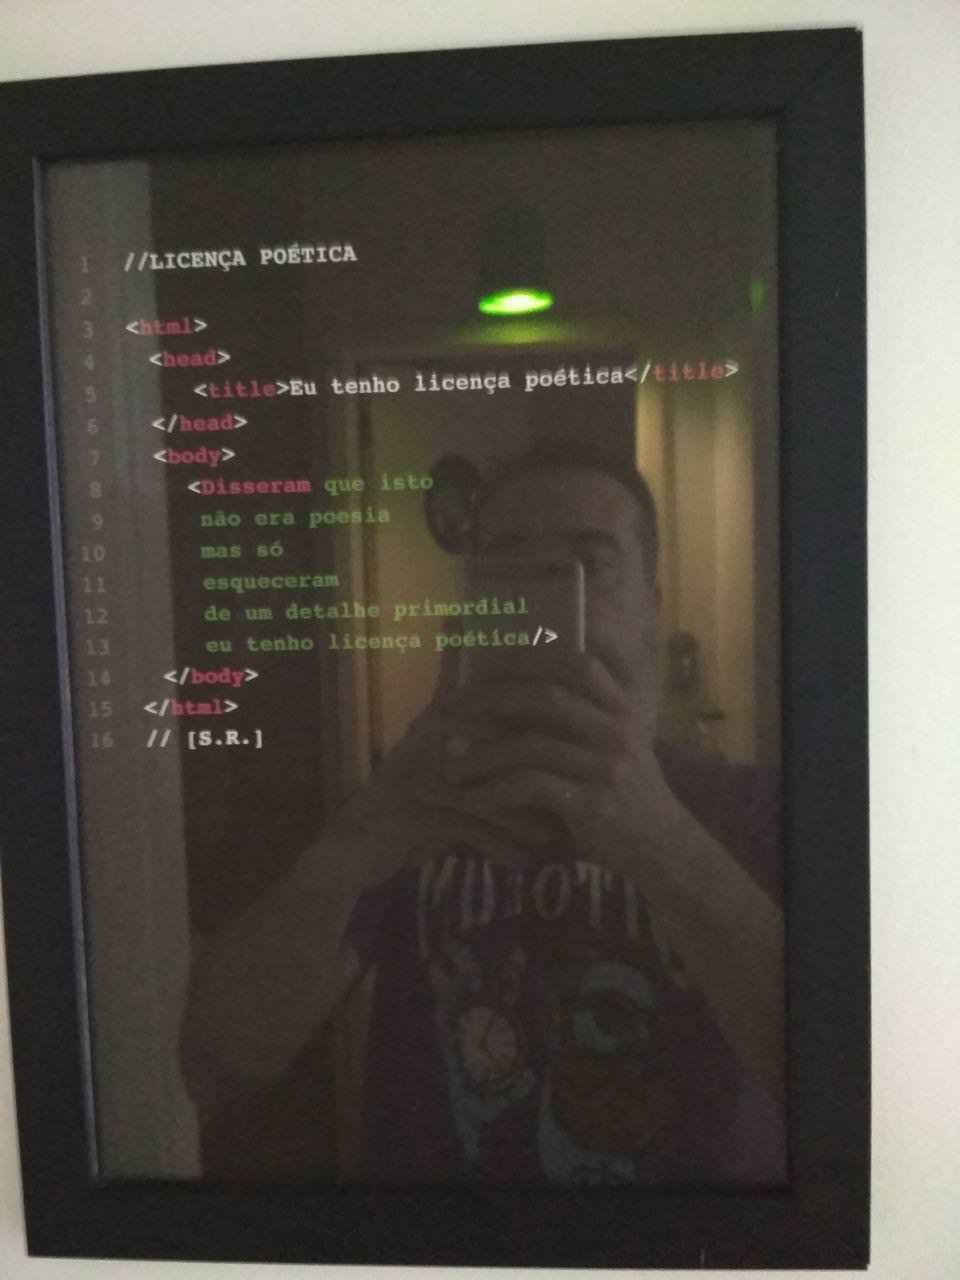 1 //LICENÇA POÉTICA
2
3 <html>
4 <head>
5 <title>Eu tenho licença poética</title>
6 </head>
7 <body>
8 <Disseram que isto
9 não era poesia
10 mas só
11 esqueceram
12 de um detalhe primordial
13 eu tenho licença poética/>
14 </body>
15 </html>
16 // [S.R.]